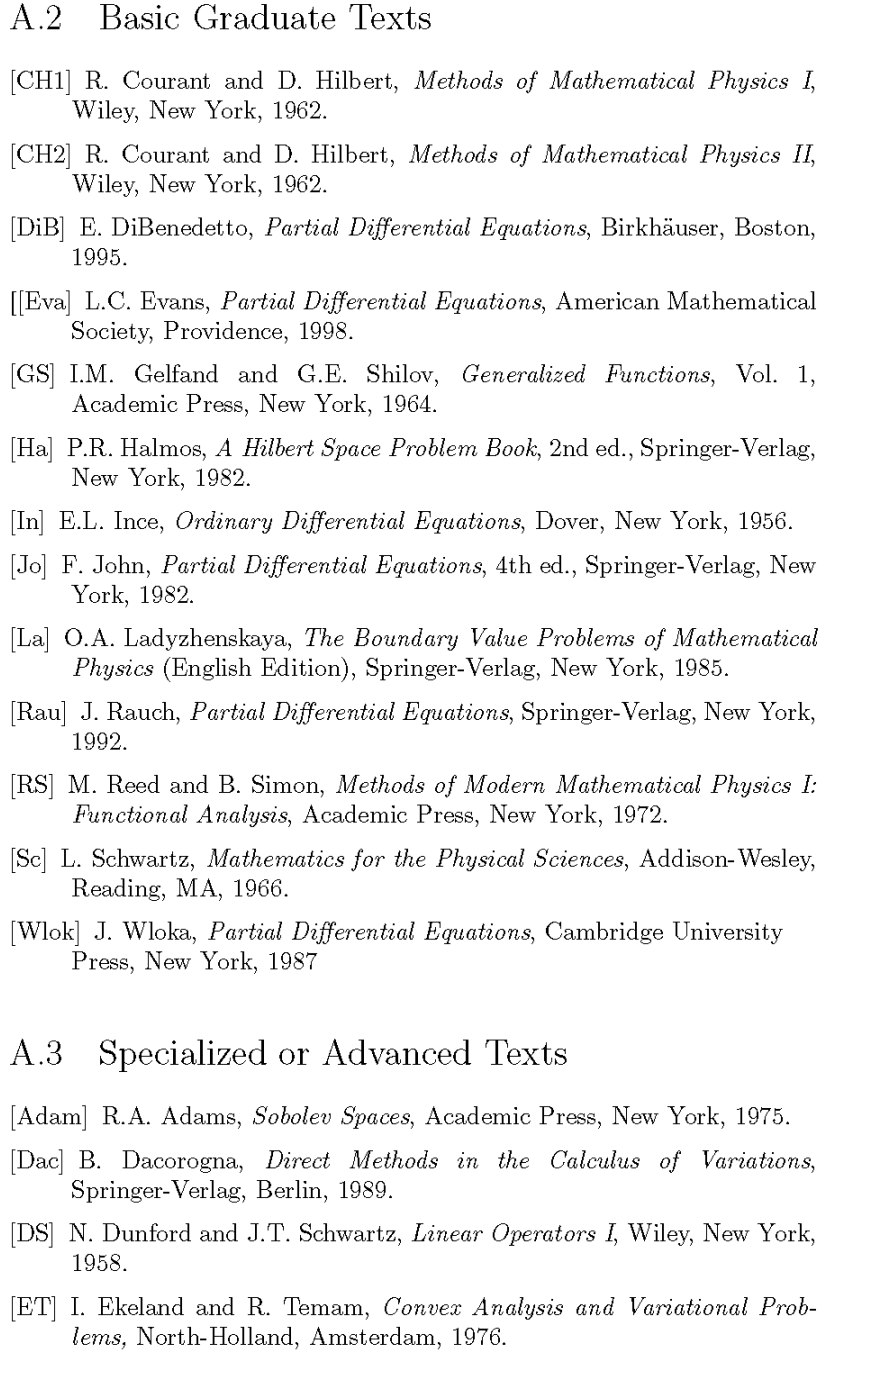 A.2 Basic Graduate Texts
[CH1] R. Courant and D. Hilbert, Methods of Mathematical Physics I,
Wiley, New York, 1962.
[CH2] R. Courant and D. Hilbert, Methods of Mathematical Physics II,
Wiley, New York, 1962.
[DiB] E. DiBenedetto, Partial Differential Equations, Birkhäuser, Boston,
1995.
[[Eva] L.C. Evans, Partial Differential Equations, American Mathematical
Society, Providence, 1998.
[GS] I.M. Gelfand and G.E. Shilov, Generalized Functions, Vol. 1,
Academic Press, New York, 1964.
[Ha] P.R. Halmos, A Hilbert Space Problem Book, 2nd ed., Springer-Verlag,
New York, 1982.
[In] E.L. Ince, Ordinary Differential Equations, Dover, New York, 1956.
[Jo] F. John, Partial Differential Equations, 4th ed., Springer-Verlag, New
York, 1982.
[La] O.A. Ladyzhenskaya, The Boundary Value Problems of Mathematical
Physics (English Edition), Springer-Verlag, New York, 1985.
[Rau] J. Rauch, Partial Differential Equations, Springer-Verlag, New York,
1992.
[RS] M. Reed and B. Simon, Methods of Modern Mathematical Physics I:
Functional Analysis, Academic Press, New York, 1972.
[Sc] L. Schwartz, Mathematics for the Physical Sciences, Addison-Wesley,
Reading, MA, 1966.
[Wlok] J. Wloka, Partial Differential Equations, Cambridge University
Press, New York, 1987
A.3 Specialized or Advanced Texts
[Adam] R.A. Adams, Sobolev Spaces, Academic Press, New York, 1975.
[Dac] B. Dacorogna, Direct Methods in the Calculus of Variations,
Springer-Verlag, Berlin, 1989.
[DS] N. Dunford and J.T. Schwartz, Linear Operators I, Wiley, New York,
1958.
[ET] I. Ekeland and R. Temam, Convex Analysis and Variational Prob-
lems, North-Holland, Amsterdam, 1976.